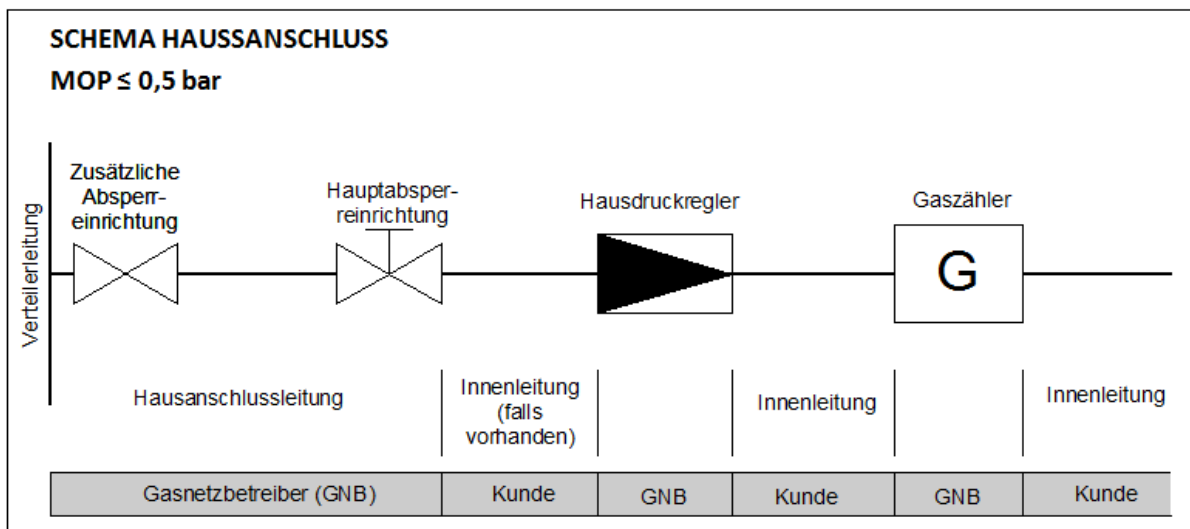 SCHEMA HAUSSANSCHLUSS
MOP ≤ 0,5 bar
Verteilerleitung
Zusätzliche
Absperr-
einrichtung
Hauptabsper-
reinrichtung
Hausdruckregler
Gaszähler
G
Hausanschlussleitung
Innenleitung
(falls
vorhanden)
Innenleitung
Innenleitung
Gasnetzbetreiber (GNB)
Kunde
GNB
Kunde
GNB
Kunde